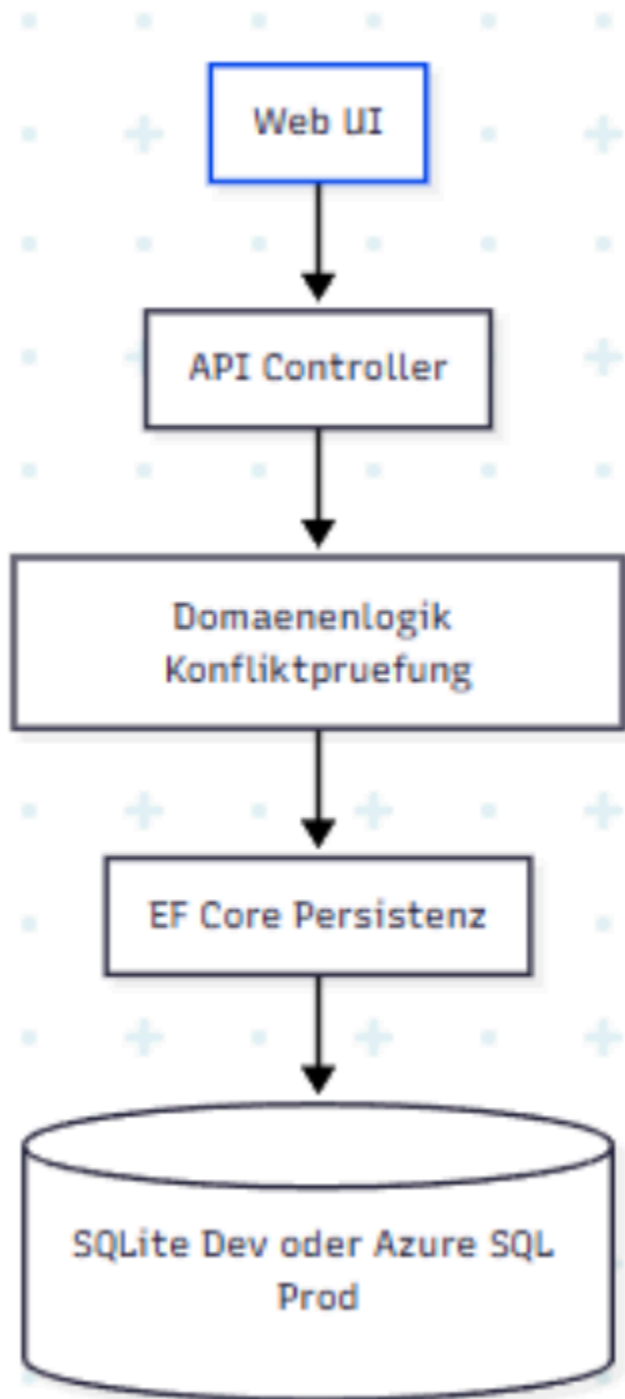 Web UI
API Controller
Domaenenlogik
Konfliktpruefung
EF Core Persistenz
SQLite Dev oder Azure SQL
Prod